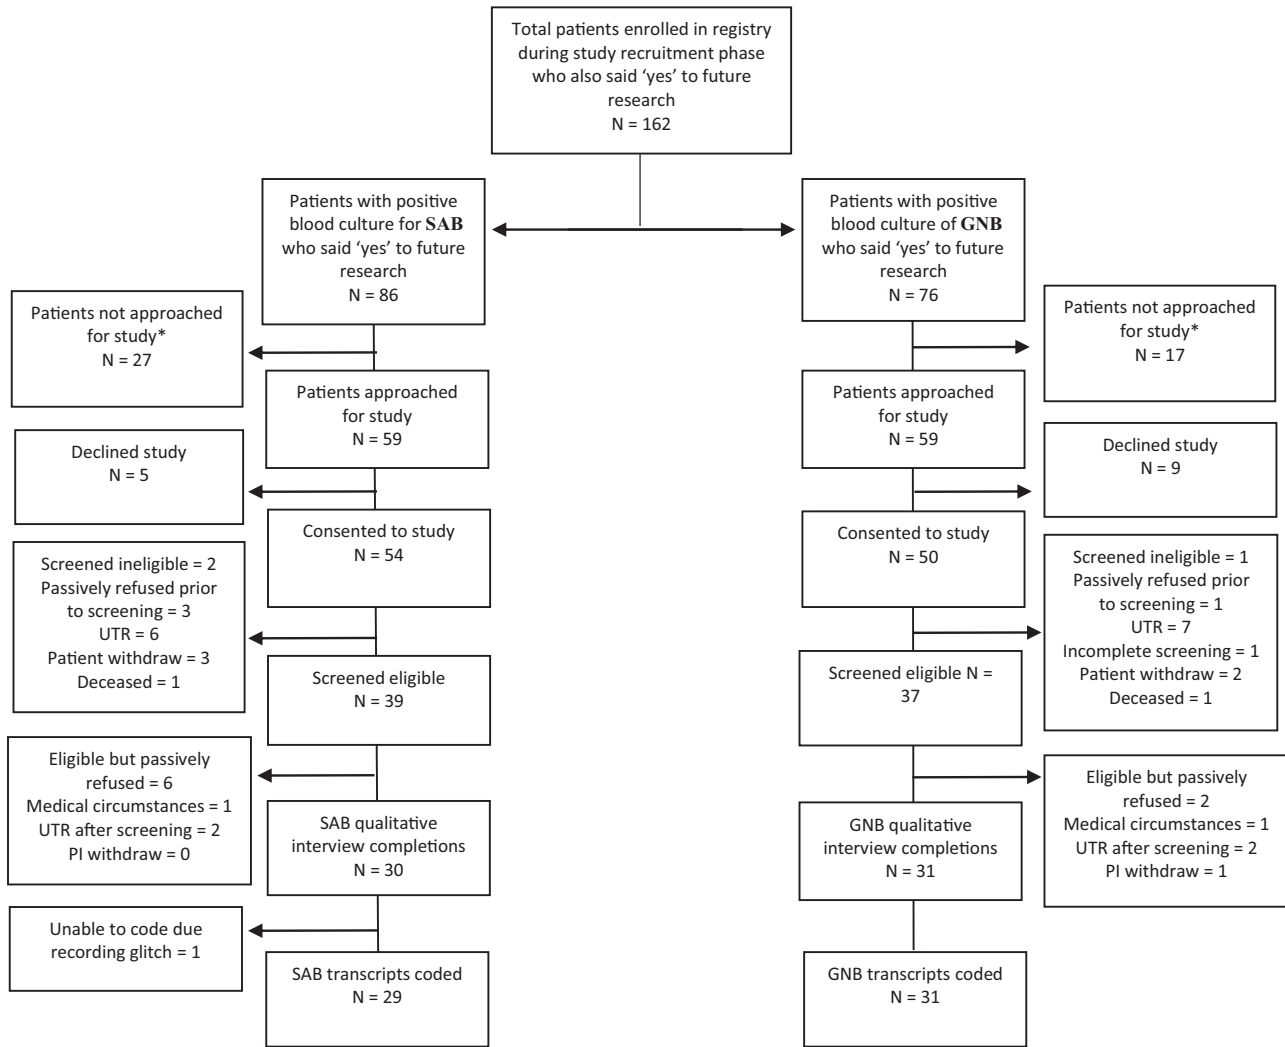 Total patients enrolled in registry
during study recruitment phase
who also said ‘yes’ to future
research
N = 162
Patients with positive
blood culture for SAB
who said ‘yes’ to future
research
N = 86
Patients with positive
blood culture of GNB
who said ‘yes’ to future
research
N = 76
Patients not approached
for study*
N = 27
Patients not approached
for study*
N = 17
Patients approached
for study
N = 59
Patients approached
for study
N = 59
Declined study
N = 5
Declined study
N = 9
Consented to study
N = 54
Consented to study
N = 50
Screened ineligible = 2
Passively refused prior
to screening = 3
UTR = 6
Patient withdraw = 3
Deceased = 1
Screened ineligible = 1
Passively refused prior
to screening = 1
UTR = 7
Incomplete screening = 1
Patient withdraw = 2
Deceased = 1
Screened eligible
N = 39
Screened eligible N =
37
Eligible but passively
refused = 6
Medical circumstances = 1
UTR after screening = 2
PI withdraw = 0
Eligible but passively
refused = 2
Medical circumstances = 1
UTR after screening = 2
PI withdraw = 1
SAB qualitative
interview completions
N = 30
GNB qualitative
interview completions
N = 31
Unable to code due
recording glitch = 1
SAB transcripts coded
N = 29
GNB transcripts coded
N = 31